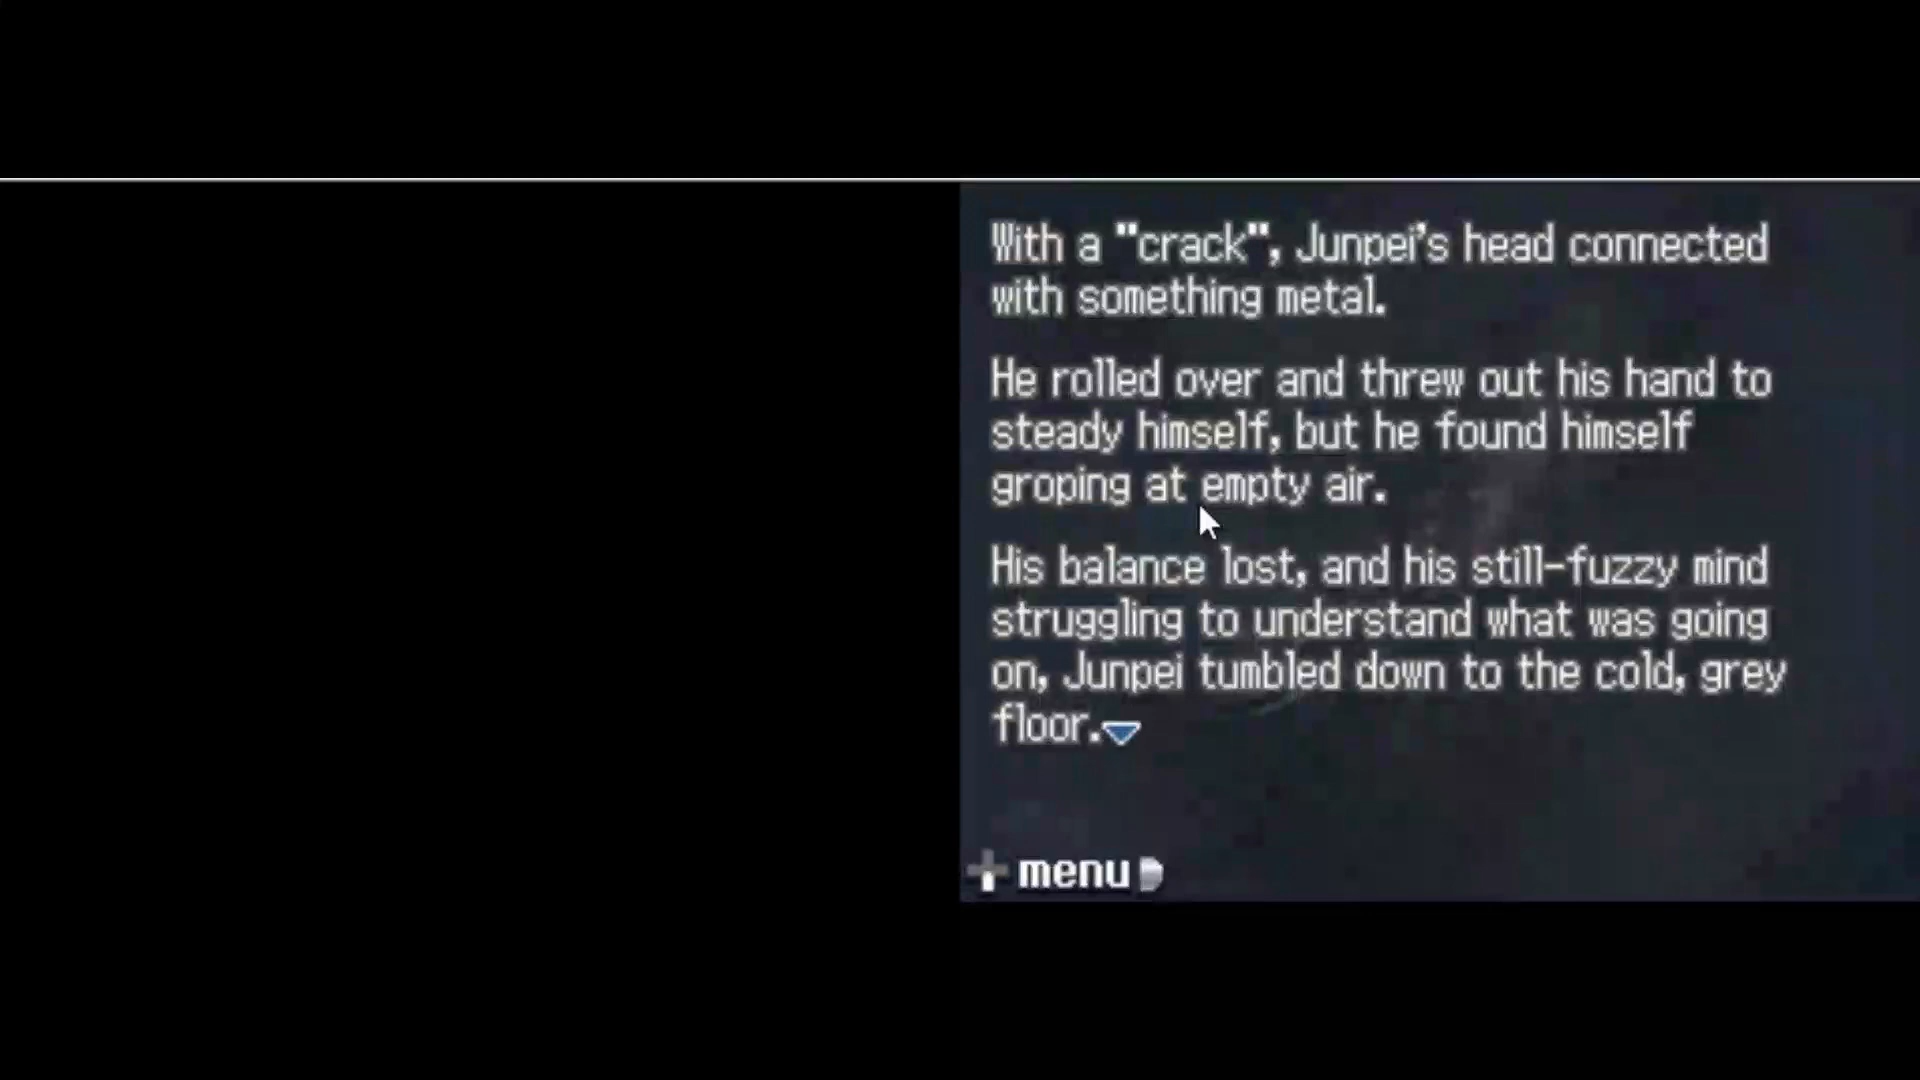 With a "crack", Junpei's head connected
with something metal.
He rolled over and threw out his hand to
steady himself, but he found himself
groping at empty air.
His balance lost, and his still-fuzzy mind
struggling to understand what was going
on, Junpei tumbled down to the cold, grey
floor.
menu